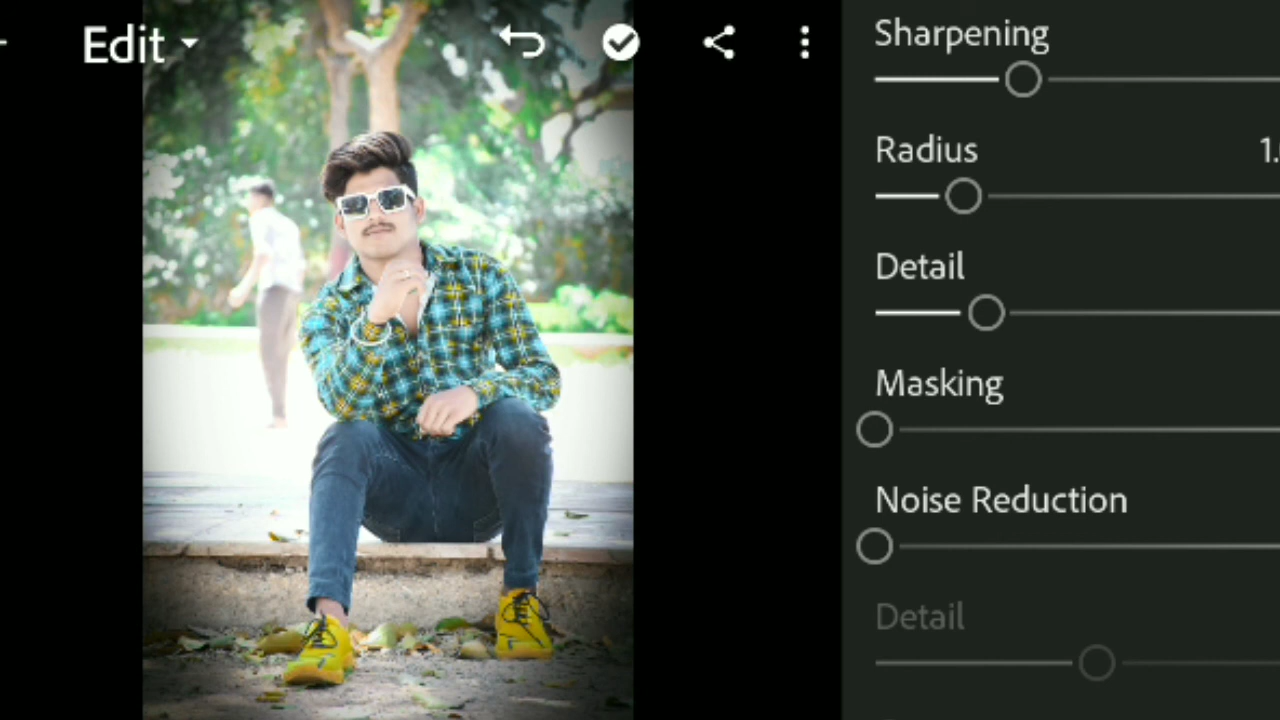 Edit
Sharpening
Radius
Detail
Masking
Noise Reduction
Detail